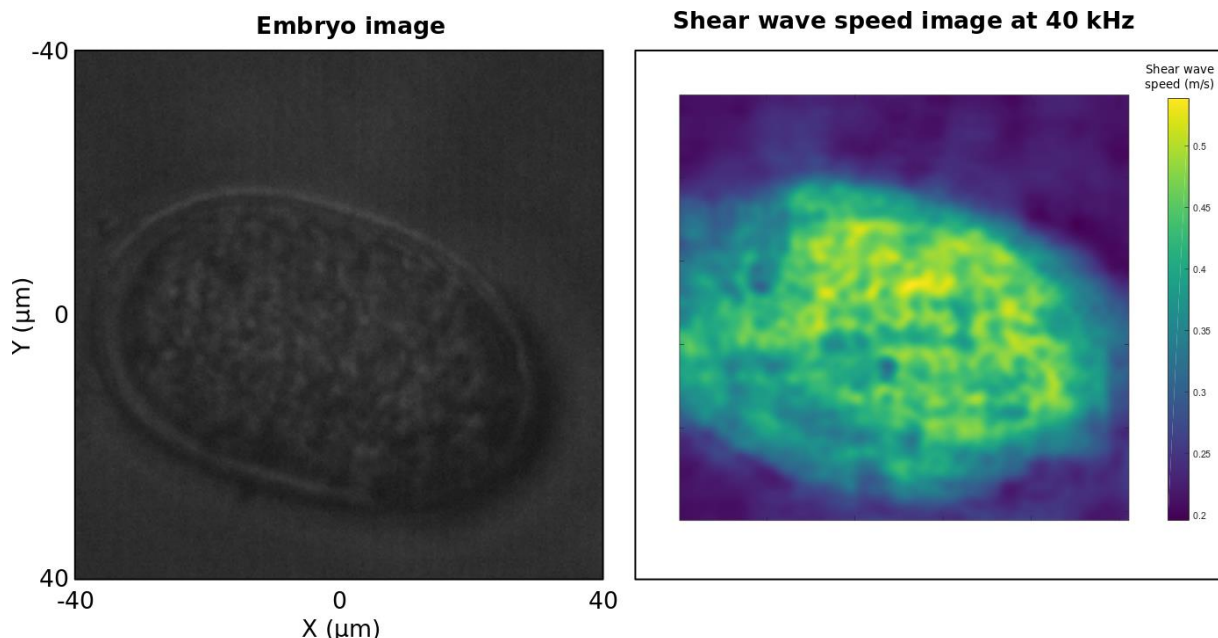 Embryo image
Shear wave speed image at 40 kHz
-40
0
40
Y (µm)
-40
0
40
X (µm)
Shear wave
speed (m/s)
0.5
0.45
0.4
0.35
0.3
0.25
0.2